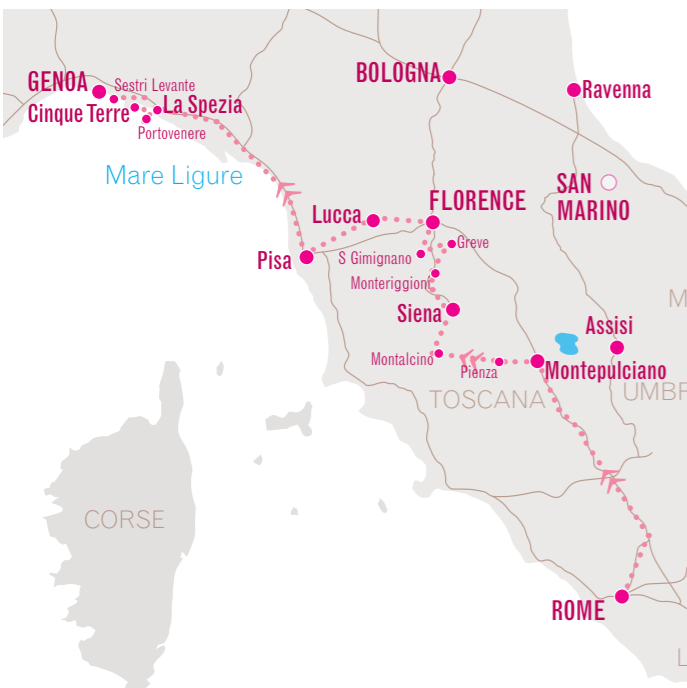 GENOA
Sestri Levante
Cinque Terre
La Spezia
Portovenere
Mare Ligure
BOLOGNA
Ravenna
SAN
MARINO
FLORENCE
Lucca
Greve
Pisa
S Gimignano
Monteriggioni
Siena
Assisi
Montalcino
Pienza
Montepulciano
TOSCANA
UMBR
M
CORSE
ROME
L